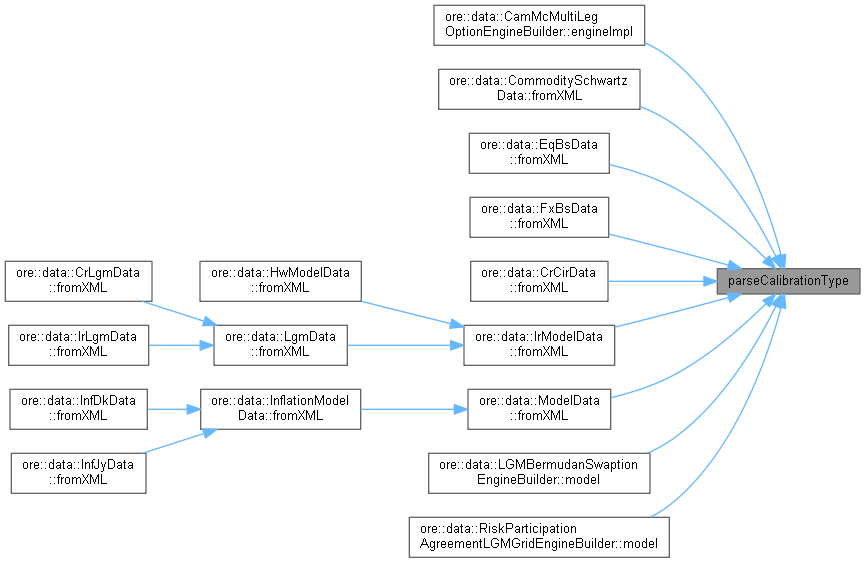 ore::data::CamMcMultiLeg
OptionEngineBuilder::engineImpl
ore::data::CommoditySchwartz
Data::fromXML
ore::data::EqBsData
::fromXML
ore::data::FxBsData
::fromXML
ore::data::CrCirData
::fromXML
parseCalibrationType
ore::data::CrLgmData
::fromXML
ore::data::HwModelData
::fromXML
ore::data::IrLgmData
::fromXML
ore::data::LgmData
::fromXML
ore::data::IrModelData
::fromXML
ore::data::InfDkData
::fromXML
ore::data::InflationModel
Data::fromXML
ore::data::ModelData
::fromXML
ore::data::InfJyData
::fromXML
ore::data::LGMBermudanSwaption
EngineBuilder::model
ore::data::RiskParticipation
AgreementLGMGridEngineBuilder::model